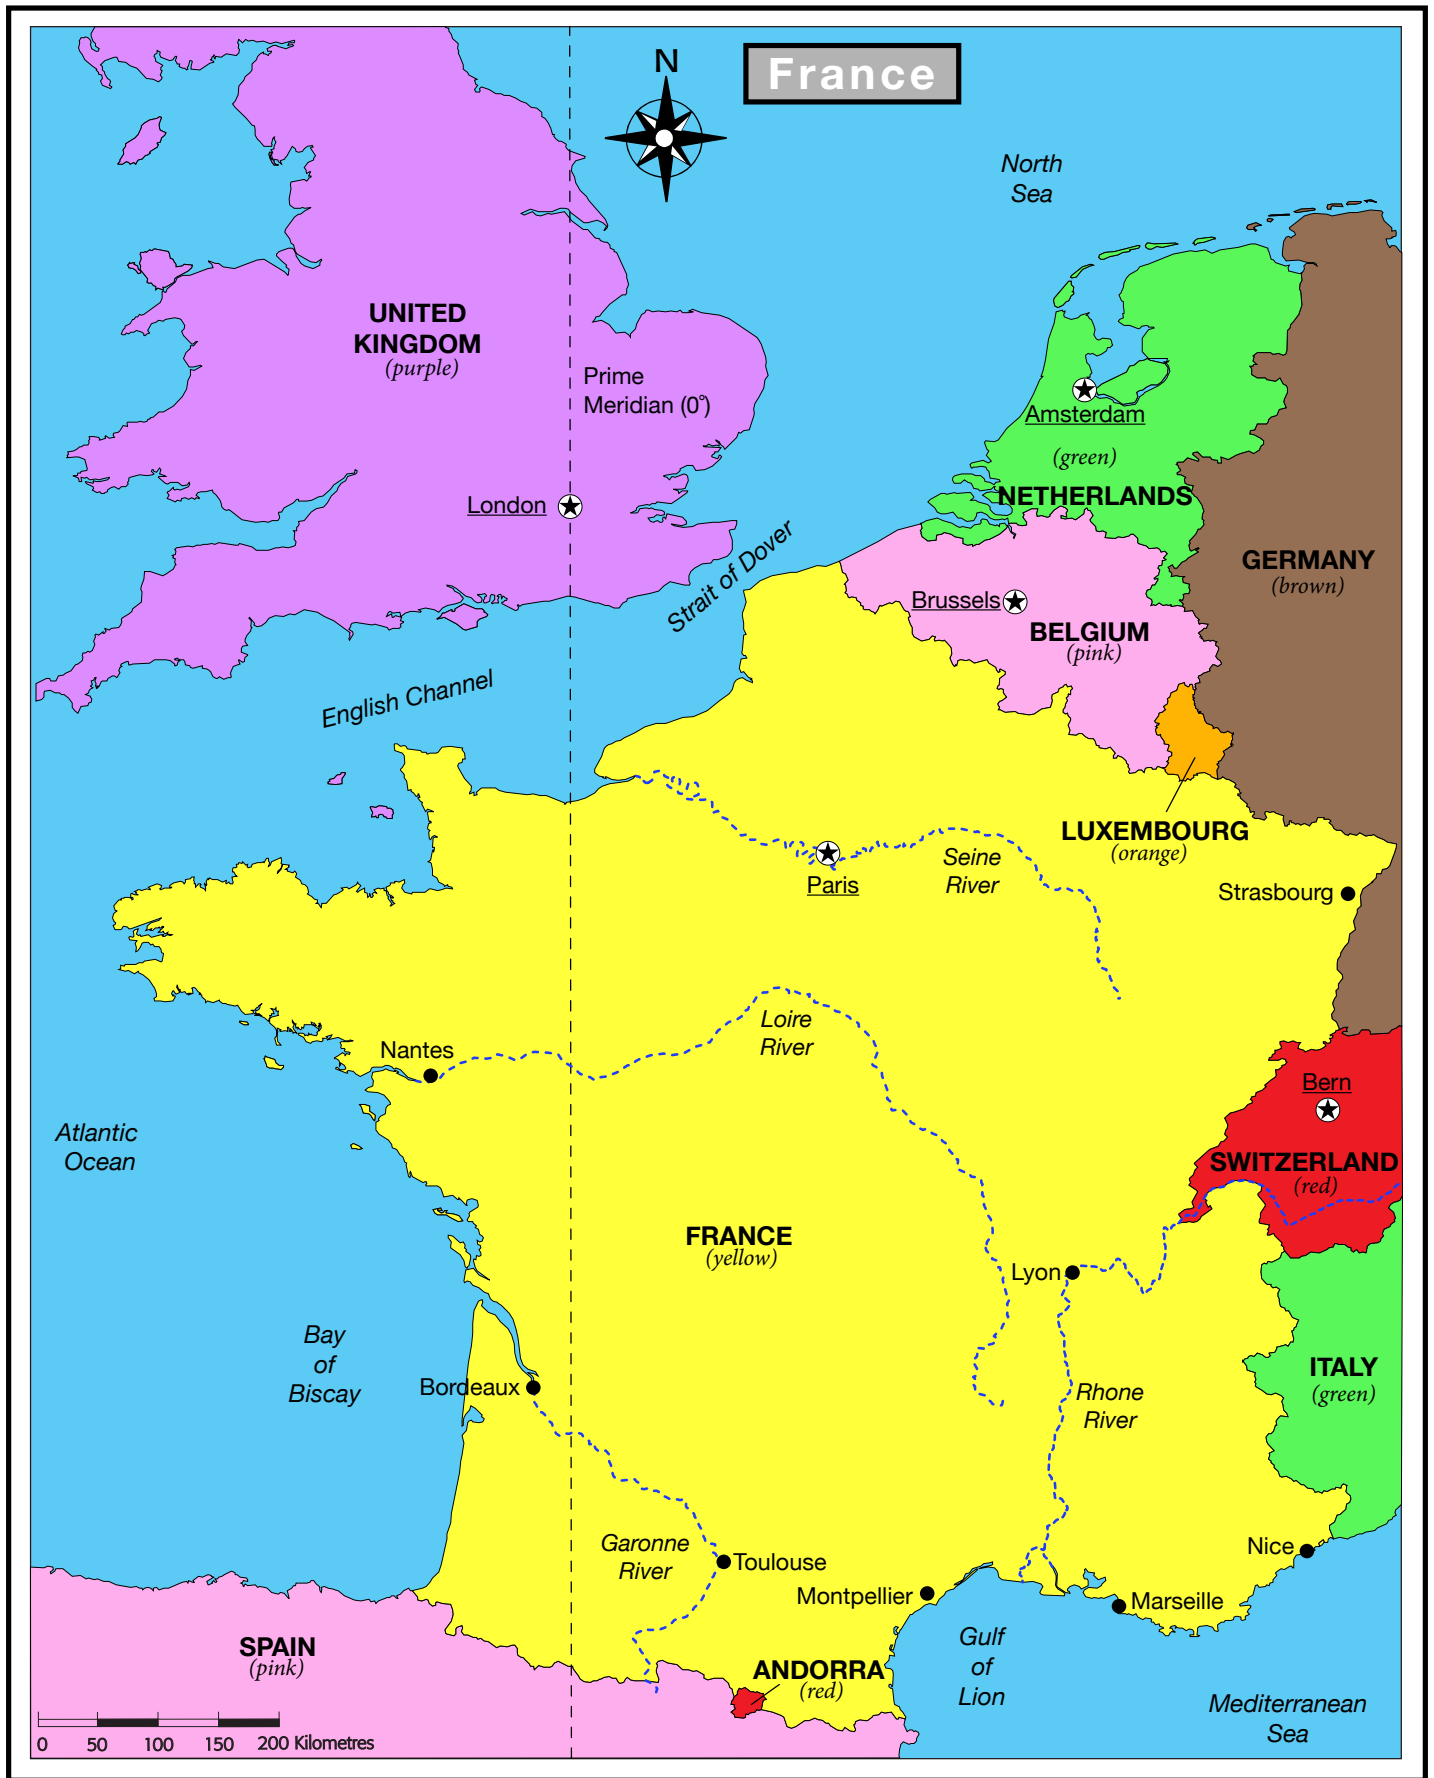 N
France
North
Sea
UNITED
KINGDOM
(purple)
Prime
Meridian (0°)
Amsterdam
(green)
NETHERLANDS
London
Strait of Dover
GERMANY
(brown)
Brussels
BELGIUM
(pink)
English Channel
LUXEMBOURG
(orange)
Seine
River
Paris
Strasbourg
Loire
River
Nantes
Bern
Atlantic
Ocean
SWITZERLAND
(red)
FRANCE
(yellow)
Lyon
Bay
of
Biscay
Bordeaux
Rhone
River
ITALY
(green)
Garonne
River
Toulouse
Nice
Montpellier
Marseille
SPAIN
(pink)
Gulf
of
Lion
ANDORRA
(red)
Mediterranean
Sea
0 50 100 150 200 Kilometres